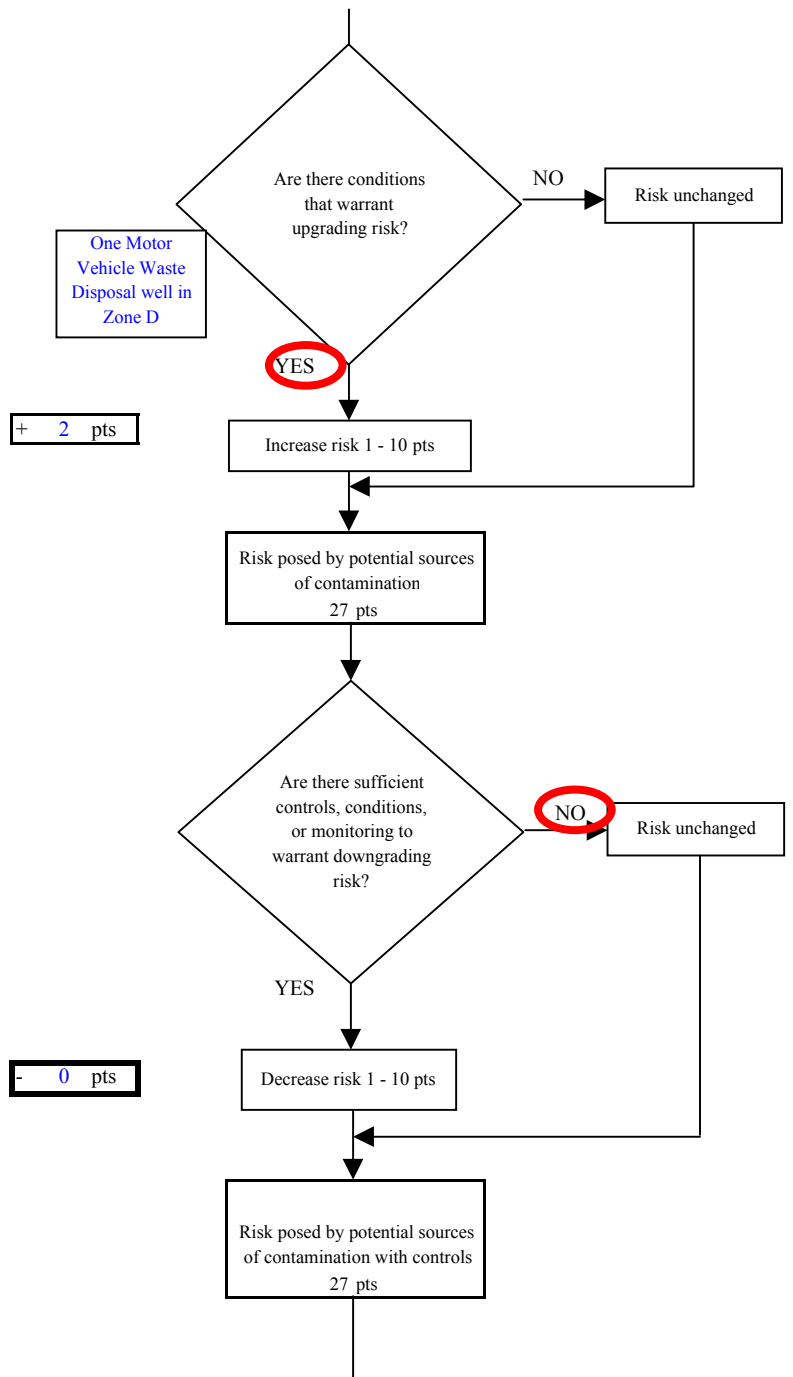 Are there conditions
that warrant
upgrading risk?
NO
Risk unchanged
One Motor
Vehicle Waste
Disposal well in
Zone D
YES
+ 2 pts
Increase risk 1 - 10 pts
Risk posed by potential sources
of contamination
27 pts
Are there sufficient
controls, conditions,
or monitoring to
warrant downgrading
risk?
NO
Risk unchanged
YES
- 0 pts
Decrease risk 1 - 10 pts
Risk posed by potential sources
of contamination with controls
27 pts